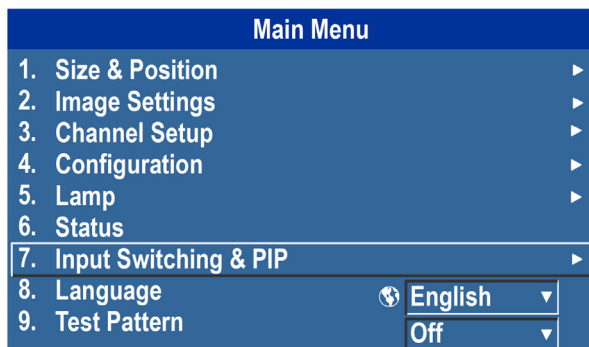 Main Menu
1. Size & Position
2. Image Settings
3. Channel Setup
4. Configuration
5. Lamp
6. Status
7. Input Switching & PIP
8. Language English
9. Test Pattern Off